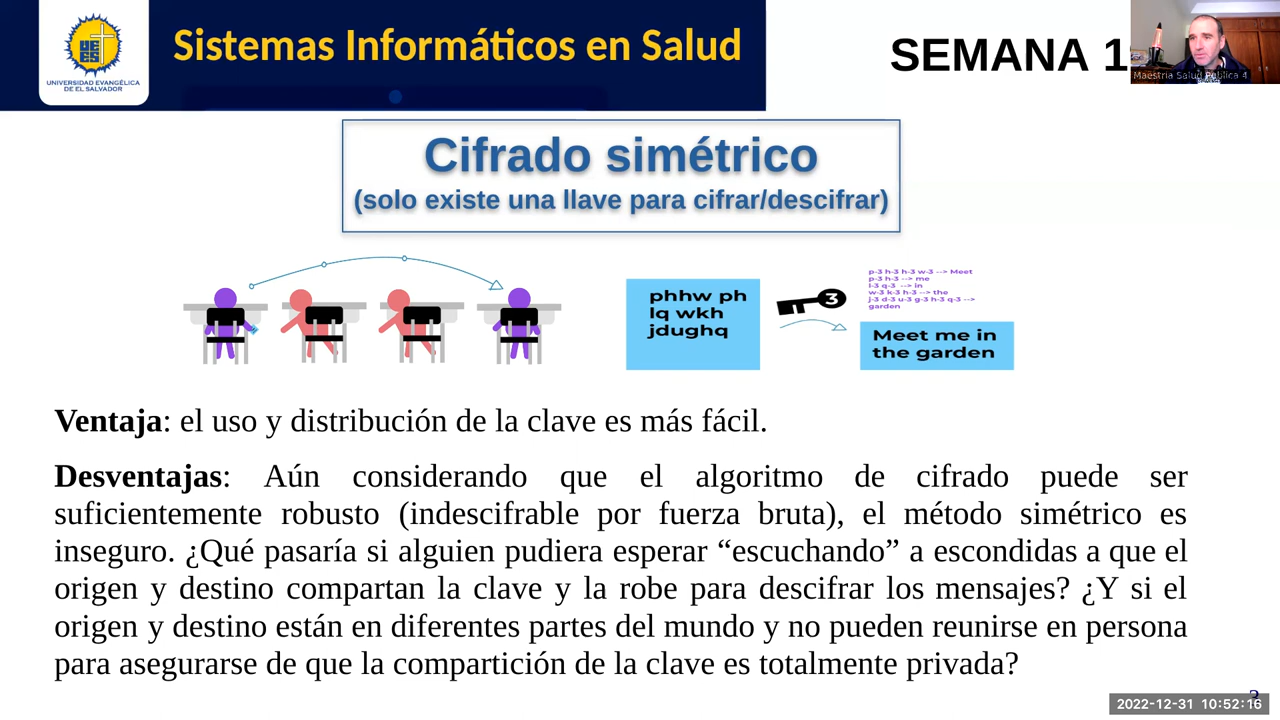 UNIVERSIDAD EVANGÉLICA
DE EL SALVADOR
Sistemas Informáticos en Salud
SEMANA 1
Maestria Salud Publica 4
Cifrado simétrico
(solo existe una llave para cifrar/descifrar)
phhw ph
lq wkh
jdughq
3
p-3 h-3 h-3 w-3 --> Meet
p-3 h-3 --> me
l-3 q-3 --> in
w-3 k-3 h-3 --> the
j-3 d-3 u-3 g-3 h-3 q-3 -->
garden
Meet me in
the garden
Ventaja: el uso y distribución de la clave es más fácil.
Desventajas: Aún considerando que el algoritmo de cifrado puede ser
suficientemente robusto (indescifrable por fuerza bruta), el método simétrico es
inseguro. ¿Qué pasaría si alguien pudiera esperar “escuchando” a escondidas a que el
origen y destino compartan la clave y la robe para descifrar los mensajes? ¿Y si el
origen y destino están en diferentes partes del mundo y no pueden reunirse en persona
para asegurarse de que la compartición de la clave es totalmente privada?
2022-12-31 10:52:16